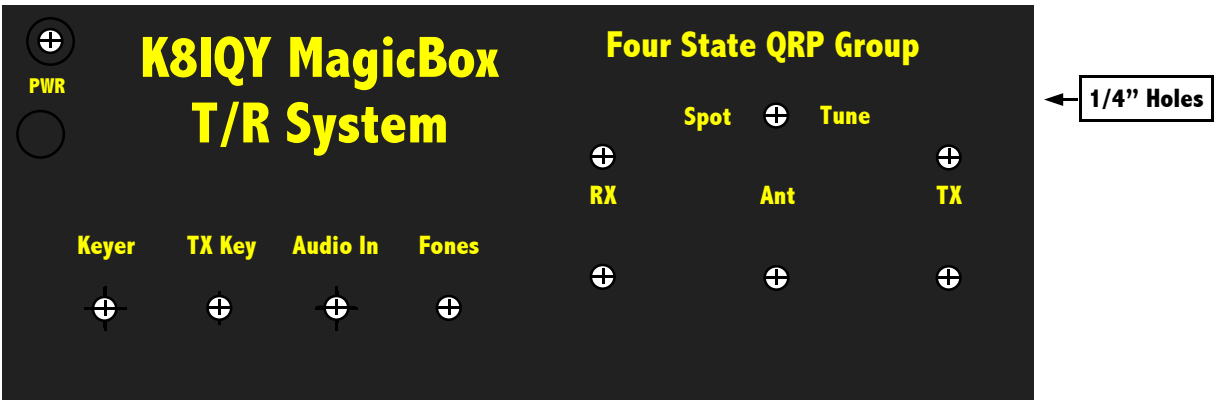 K8IQY MagicBox
T/R System
Four State QRP Group
PWR
1/4” Holes
Spot
Tune
RX
Ant
TX
Keyer
TX Key
Audio In
Fones